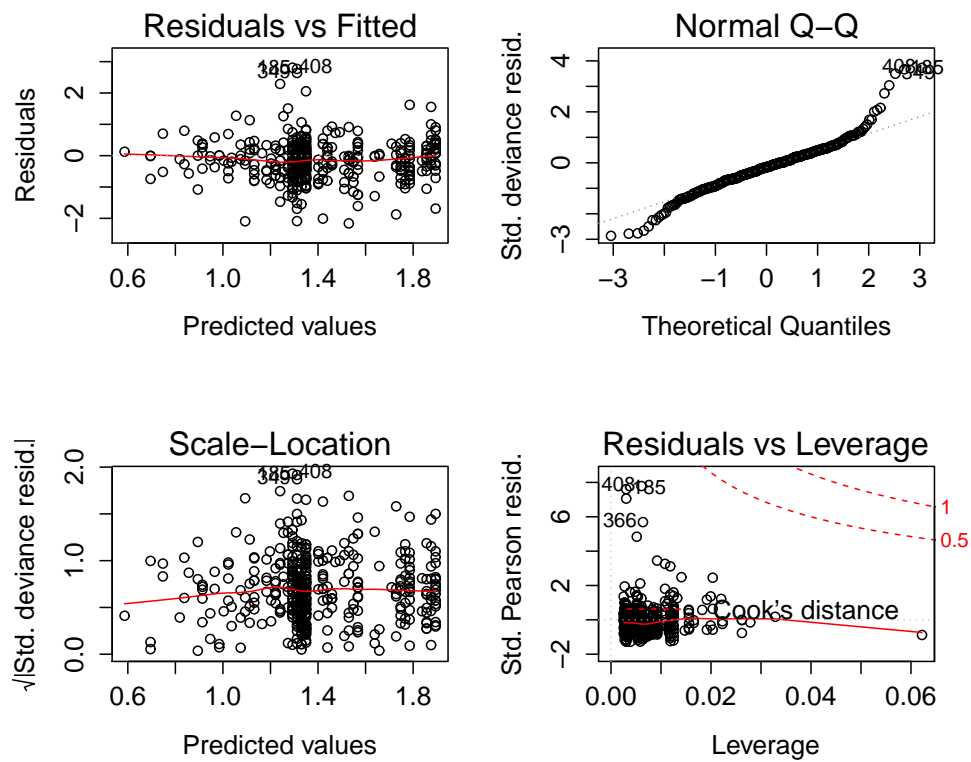 Residuals vs Fitted
Residuals
Predicted values
0.6 1.0 1.4 1.8
−2 0 2
408
349
185
Normal Q−Q
Std. deviance resid.
Theoretical Quantiles
−3 −1 0 1 2 3
−3 0 2 4
408
185
Scale−Location
√|Std. deviance resid.|
Predicted values
0.6 1.0 1.4 1.8
0.0 1.0 2.0
408
349
185
Residuals vs Leverage
Std. Pearson resid.
Leverage
0.00 0.02 0.04 0.06
−2 0 2 6
408
185
366
1
0.5
Cook's distance